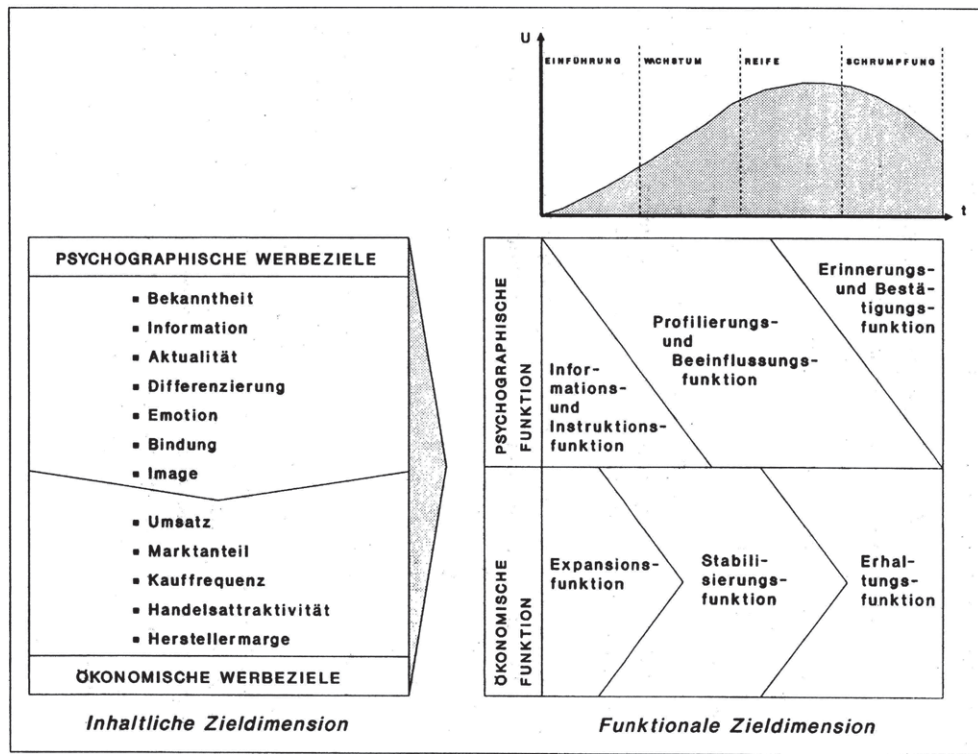 U
EINFÜHRUNG
WACHSTUM
REIFE
SCHRUMPFUNG
t
PSYCHOGRAPHISCHE WERBEZIELE
▪ Bekanntheit
▪ Information
▪ Aktualität
▪ Differenzierung
▪ Emotion
▪ Bindung
▪ Image
▪ Umsatz
▪ Marktanteil
▪ Kauffrequenz
▪ Handelsattraktivität
▪ Herstellermarge
ÖKONOMISCHE WERBEZIELE
Inhaltliche Zieldimension
PSYCHOGRAPHISCHE
FUNKTION
Infor-
mations-
und
Instruktions-
funktion
Profilierungs-
und
Beeinflussungs-
funktion
Erinnerungs-
und Bestä-
tigungs-
funktion
ÖKONOMISCHE
FUNKTION
Expansions-
funktion
Stabili-
sierungs-
funktion
Erhal-
tungs-
funktion
Funktionale Zieldimension